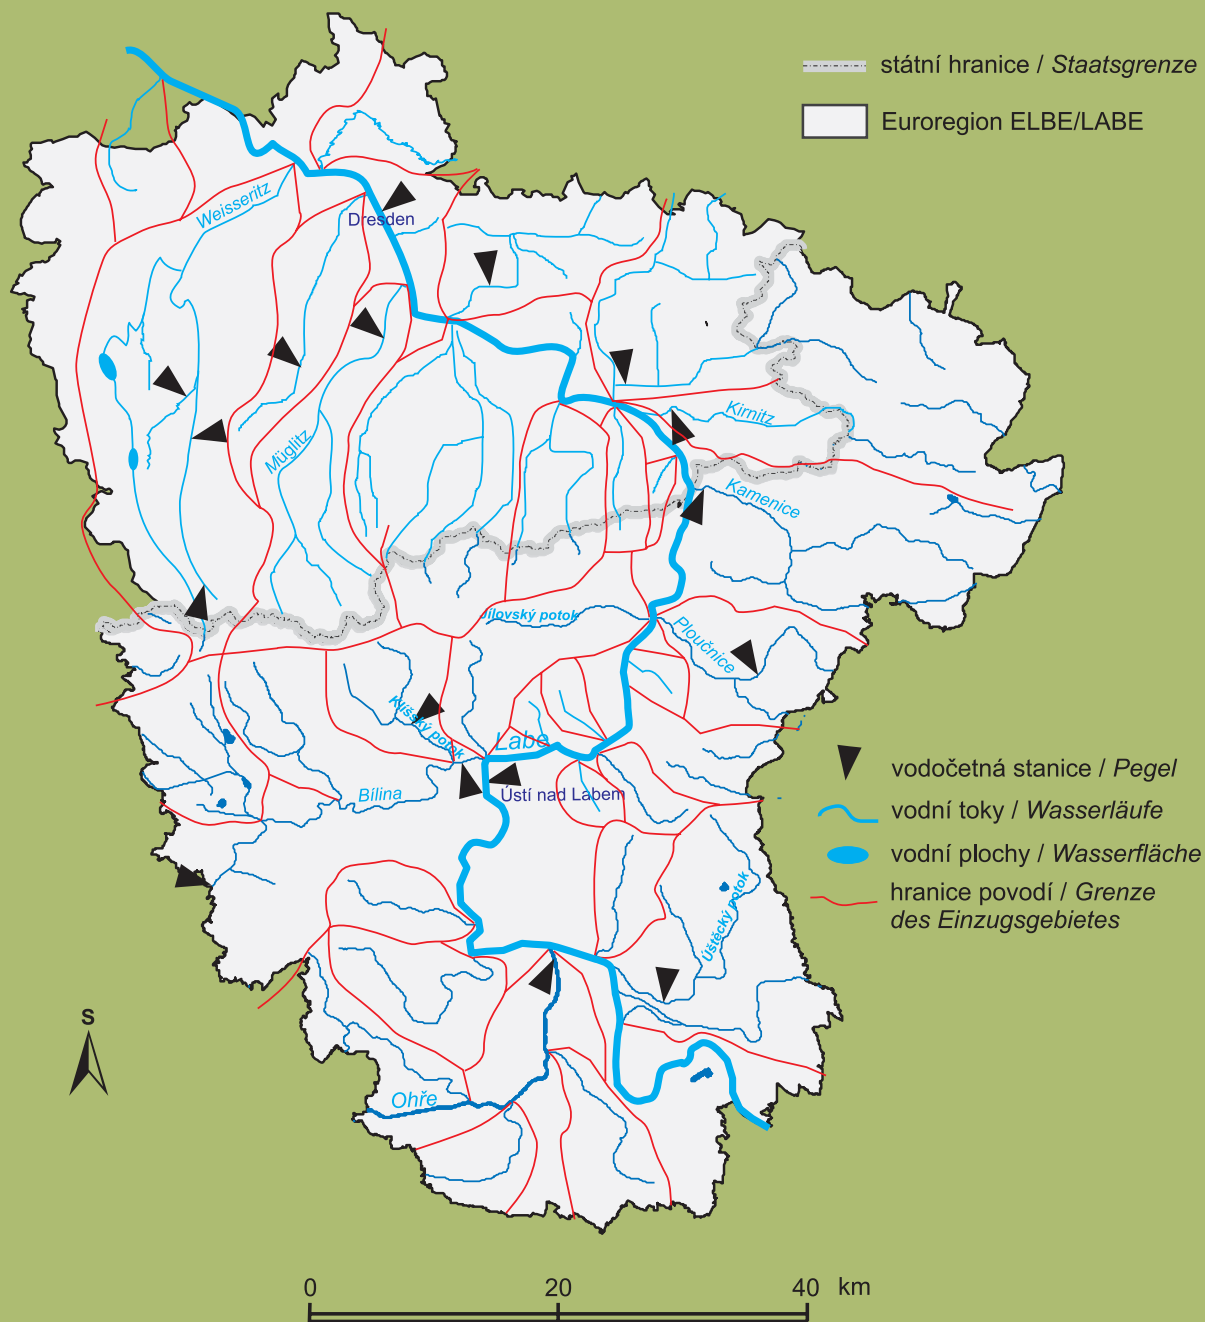 státní hranice / Staatsgrenze
Euroregion ELBE/LABE
Weisseritz
Dresden
Kirnitz
Müglitz
Kamenice
Jílovský potok
Ploučnice
Klíšský potok
Labe
vodočetná stanice / Pegel
Bílina
Ústí nad Labem
vodní toky / Wasserläufe
vodní plochy / Wasserfläche
hranice povodí / Grenze
des Einzugsgebietes
Úštěcký potok
S
Ohře
0 20 40 km